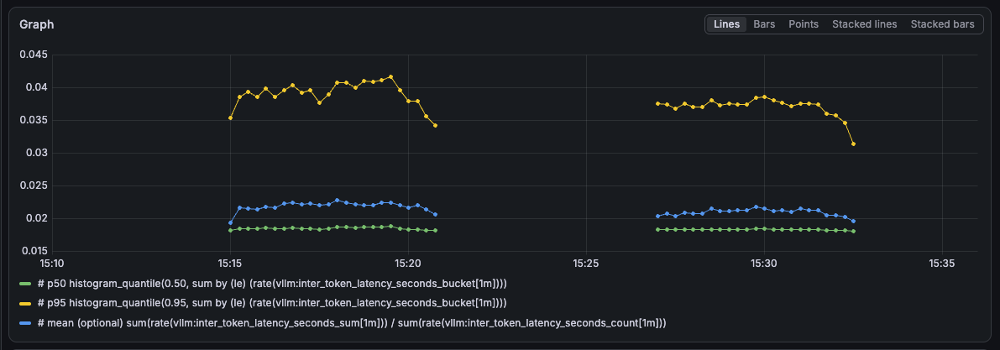 Graph
Lines Bars Points Stacked lines Stacked bars
0.045
0.04
0.035
0.03
0.025
0.02
0.015
15:10 15:15 15:20 15:25 15:30 15:35
# p50 histogram_quantile(0.50, sum by (le) (rate(vllm:inter_token_latency_seconds_bucket[1m])))
# p95 histogram_quantile(0.95, sum by (le) (rate(vllm:inter_token_latency_seconds_bucket[1m])))
# mean (optional) sum(rate(vllm:inter_token_latency_seconds_sum[1m])) / sum(rate(vllm:inter_token_latency_seconds_count[1m]))